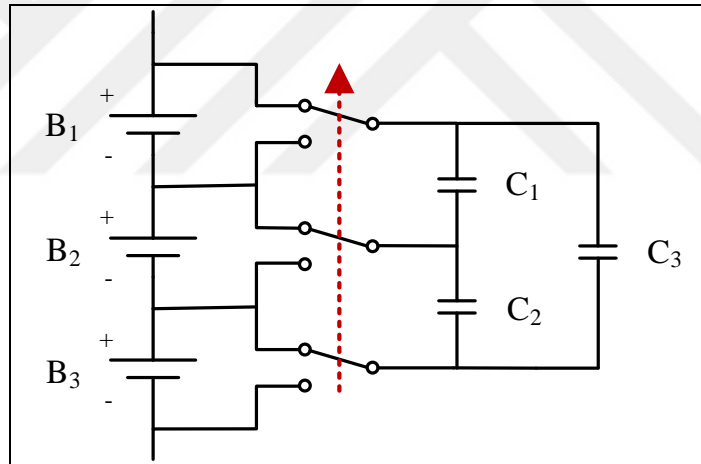 +
B₁
-
C₁
+
B₂
-
C₃
C₂
+
B₃
-